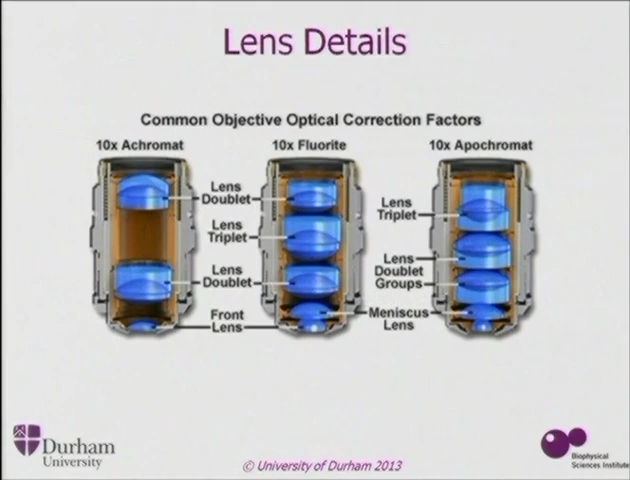 Lens Details
Common Objective Optical Correction Factors
10x Achromat
10x Fluorite
10x Apochromat
Lens
Doublet
Lens
Triplet
Lens
Doublet
Front
Lens
Lens
Triplet
Lens
Doublet
Groups
Meniscus
Lens
Durham
University
© University of Durham 2013
Biophysical
Sciences Institute